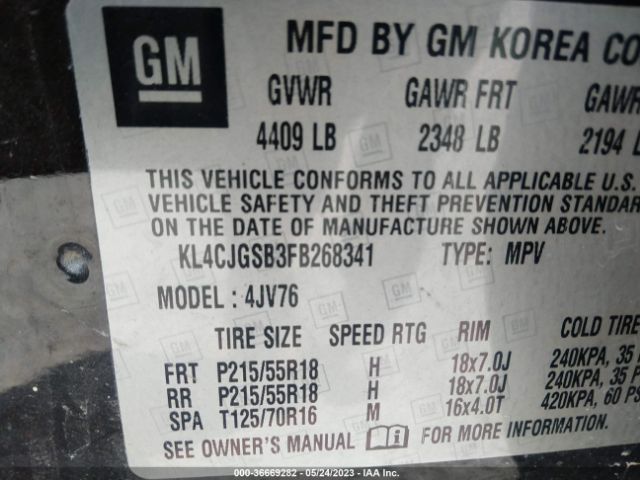 GM
MFD BY GM KOREA CO
GVWR GAWR FRT GAWR
4409 LB 2348 LB 2194 L
THIS VEHICLE CONFORMS TO ALL APPLICABLE U.S.
VEHICLE SAFETY AND THEFT PREVENTION STANDAR
ON THE DATE OF MANUFACTURE SHOWN ABOVE.
KL4CJGSB3FB268341 TYPE: MPV
MODEL: 4JV76
TIRE SIZE SPEED RTG RIM COLD TIRE
FRT P215/55R18 H 18x7.0J 240KPA, 35
RR P215/55R18 H 18x7.0J 240KPA, 35 P
SPA T125/70R16 M 16x4.0T 420KPA, 60 PS
SEE OWNER'S MANUAL FOR MORE INFORMATION.
000-36669282 - 05/24/2023 - IAA Inc.